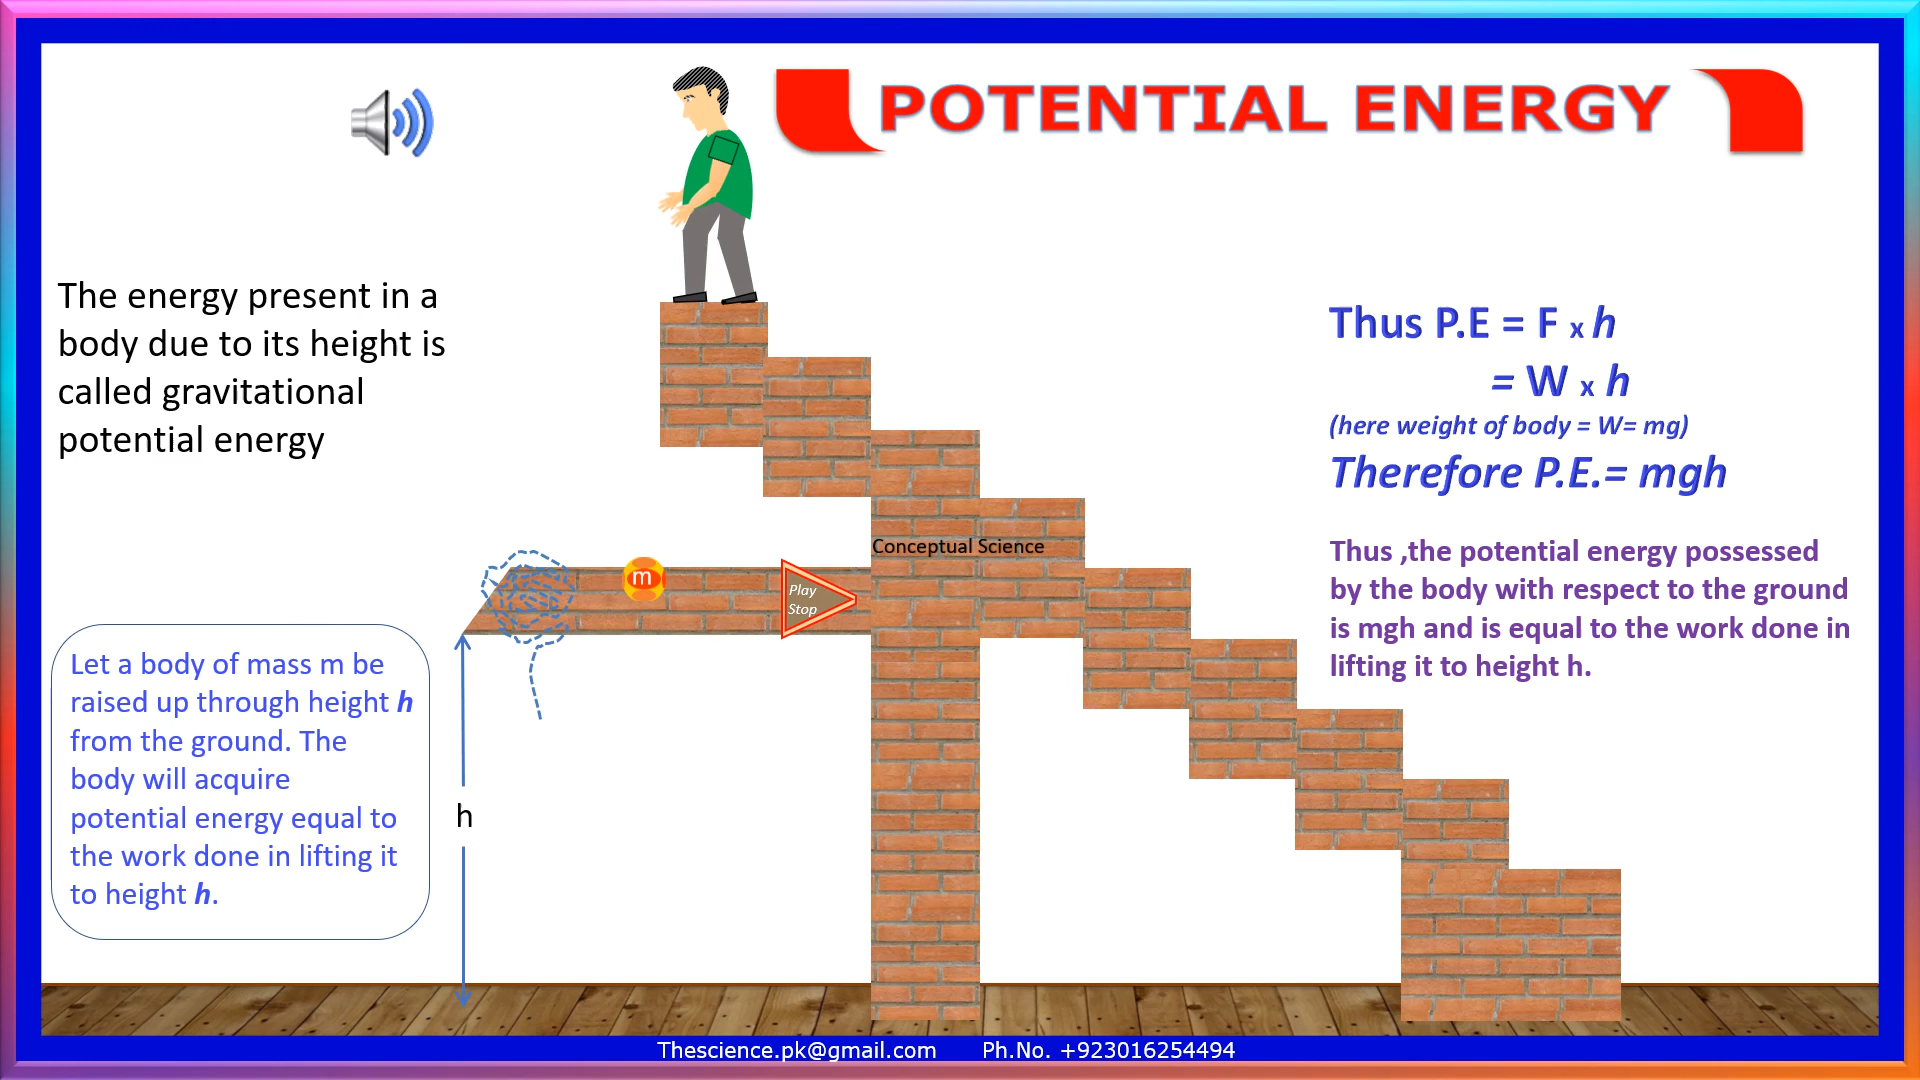 POTENTIAL ENERGY
The energy present in a
body due to its height is
called gravitational
potential energy
Thus P.E = F x h
= W x h
(here weight of body = W= mg)
Therefore P.E.= mgh
Conceptual Science
m
Play
Stop
Thus ,the potential energy possessed
by the body with respect to the ground
is mgh and is equal to the work done in
lifting it to height h.
Let a body of mass m be
raised up through height h
from the ground. The
body will acquire
potential energy equal to
the work done in lifting it
to height h.
h
Thescience.pk@gmail.com Ph.No. +923016254494